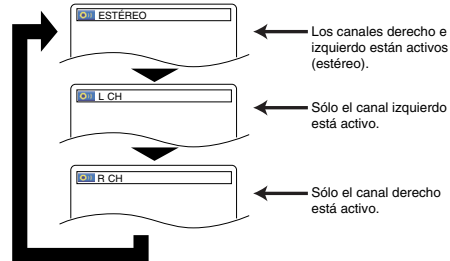 ESTÉREO
Los canales derecho e
izquierdo están activos
(estéreo).
L CH
Sólo el canal izquierdo
está activo.
R CH
Sólo el canal derecho
está activo.